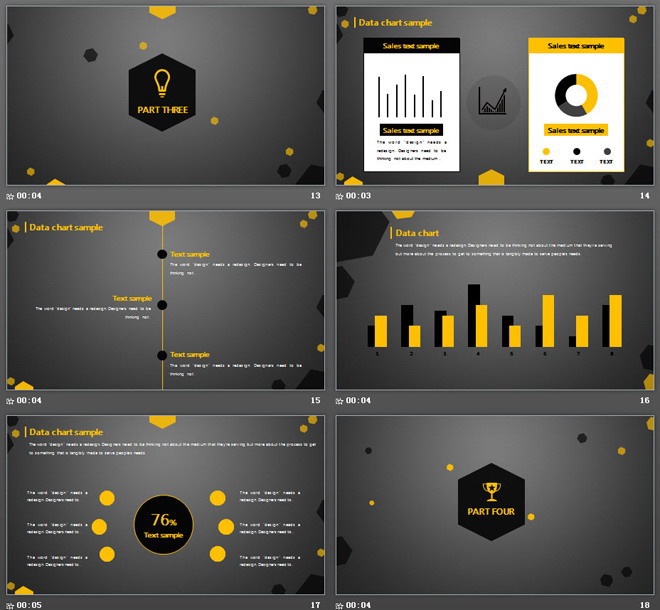 PART THREE
00:04
13
Data chart sample
Sales text sample
Sales text sample
The word "design" needs a
redesign. Designers need to be
thinking not about the medium.
Sales text sample
Sales text sample
TEXT TEXT TEXT
00:03
14
Data chart sample
Text sample
The word "design" needs a redesign. Designers need to be
thinking not.
Text sample
The word "design" needs a redesign. Designers need to be
thinking not.
Text sample
The word "design" needs a redesign. Designers need to be
thinking not.
00:04
15
Data chart
The word "design" needs a redesign. Designers need to be thinking not about the medium that they're serving
but more about the process to get to something that is tangibly made to serve peoples needs.
1 2 3 4 5 6 7 8
00:04
16
Data chart sample
The word "design" needs a redesign. Designers need to be thinking not about the medium that they're serving but more about the process to get
to something that is tangibly made to serve peoples needs.
The word "design" needs a
redesign. Designers need to.
The word "design" needs a
redesign. Designers need to.
The word "design" needs a
redesign. Designers need to.
76%
Text sample
The word "design" needs a
redesign. Designers need to.
The word "design" needs a
redesign. Designers need to.
The word "design" needs a
redesign. Designers need to.
00:05
17
PART FOUR
00:04
18